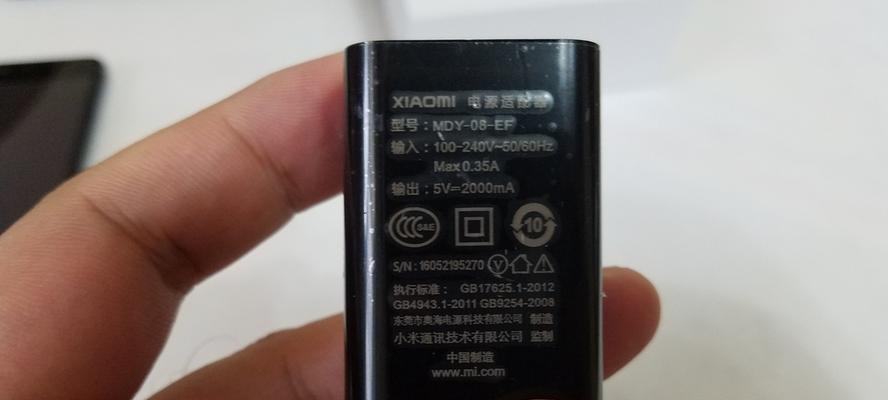 XIAOMI 电源适配器
型号：MDY-08-EF
输入：100-240V~50/60Hz
Max 0.35A
输出：5V⎓2000mA
S&E 10
S/N：16052195270 V
执行标准： GB17625.1-2012
GB4943.1-2011 GB9254-2008
东莞市奥海电源科技有限公司 制造
小米通讯技术有限公司 监制
中国制造
www.mi.com